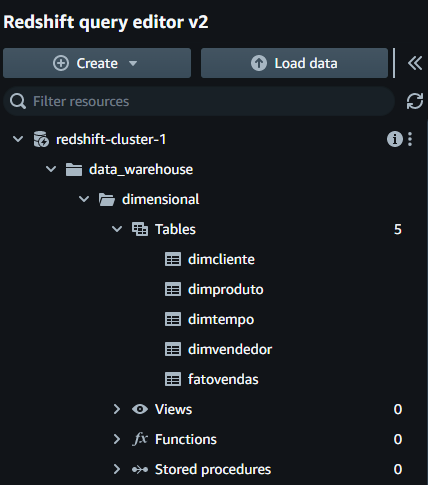 Redshift query editor v2
Create Load data
Filter resources
redshift-cluster-1
data_warehouse
dimensional
Tables 5
dimcliente
dimproduto
dimtempo
dimvendedor
fatovendas
Views 0
fx Functions 0
Stored procedures 0